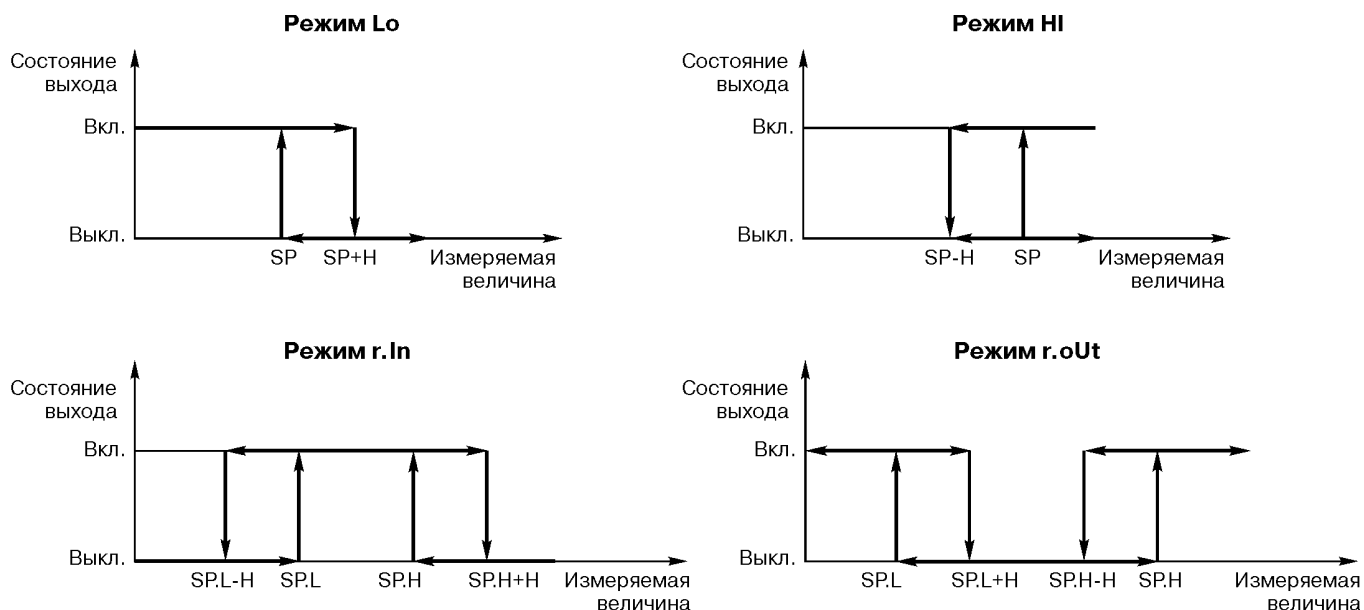 Режим Lo
Состояние
выхода
Вкл.
Выкл.
SP
SP+H
Измеряемая
величина
Режим HI
Состояние
выхода
Вкл.
Выкл.
SP-H
SP
Измеряемая
величина
Режим r.In
Состояние
выхода
Вкл.
Выкл.
SP.L-H
SP.L
SP.H
SP.H+H
Измеряемая
величина
Режим r.oUt
Состояние
выхода
Вкл.
Выкл.
SP.L
SP.L+H
SP.H-H
SP.H
Измеряемая
величина